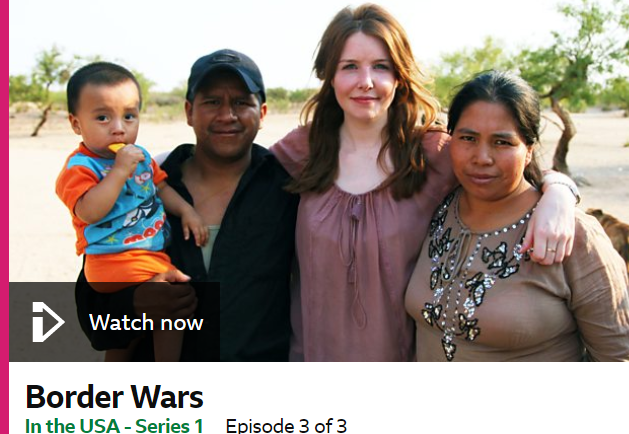 Watch now
Border Wars
In the USA - Series 1 Episode 3 of 3